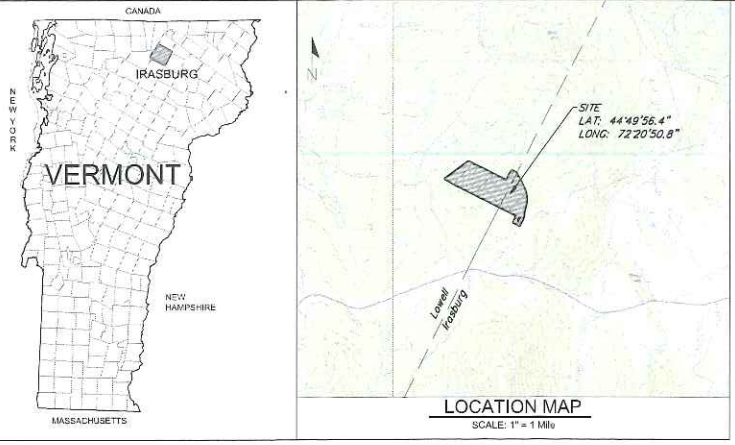 CANADA
IRASBURG
NEW YORK
VERMONT
NEW
HAMPSHIRE
MASSACHUSETTS
N
SITE
LAT: 44°49'56.4"
LONG: 72°20'50.8"
Lowell
Irasburg
LOCATION MAP
SCALE: 1" = 1 Mile